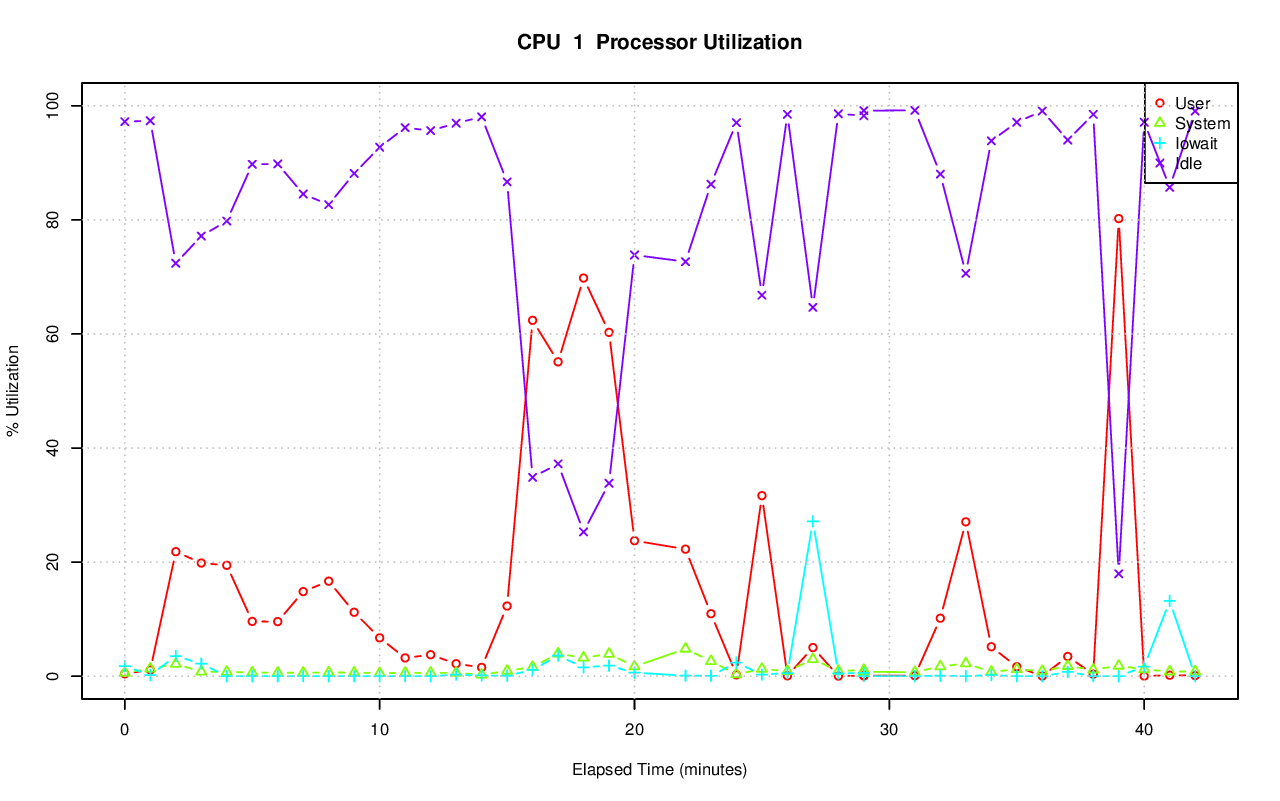 CPU  1  Processor Utilization
User
System
Iowait
Idle
100
80
60
40
20
0
% Utilization
0 10 20 30 40
Elapsed Time (minutes)